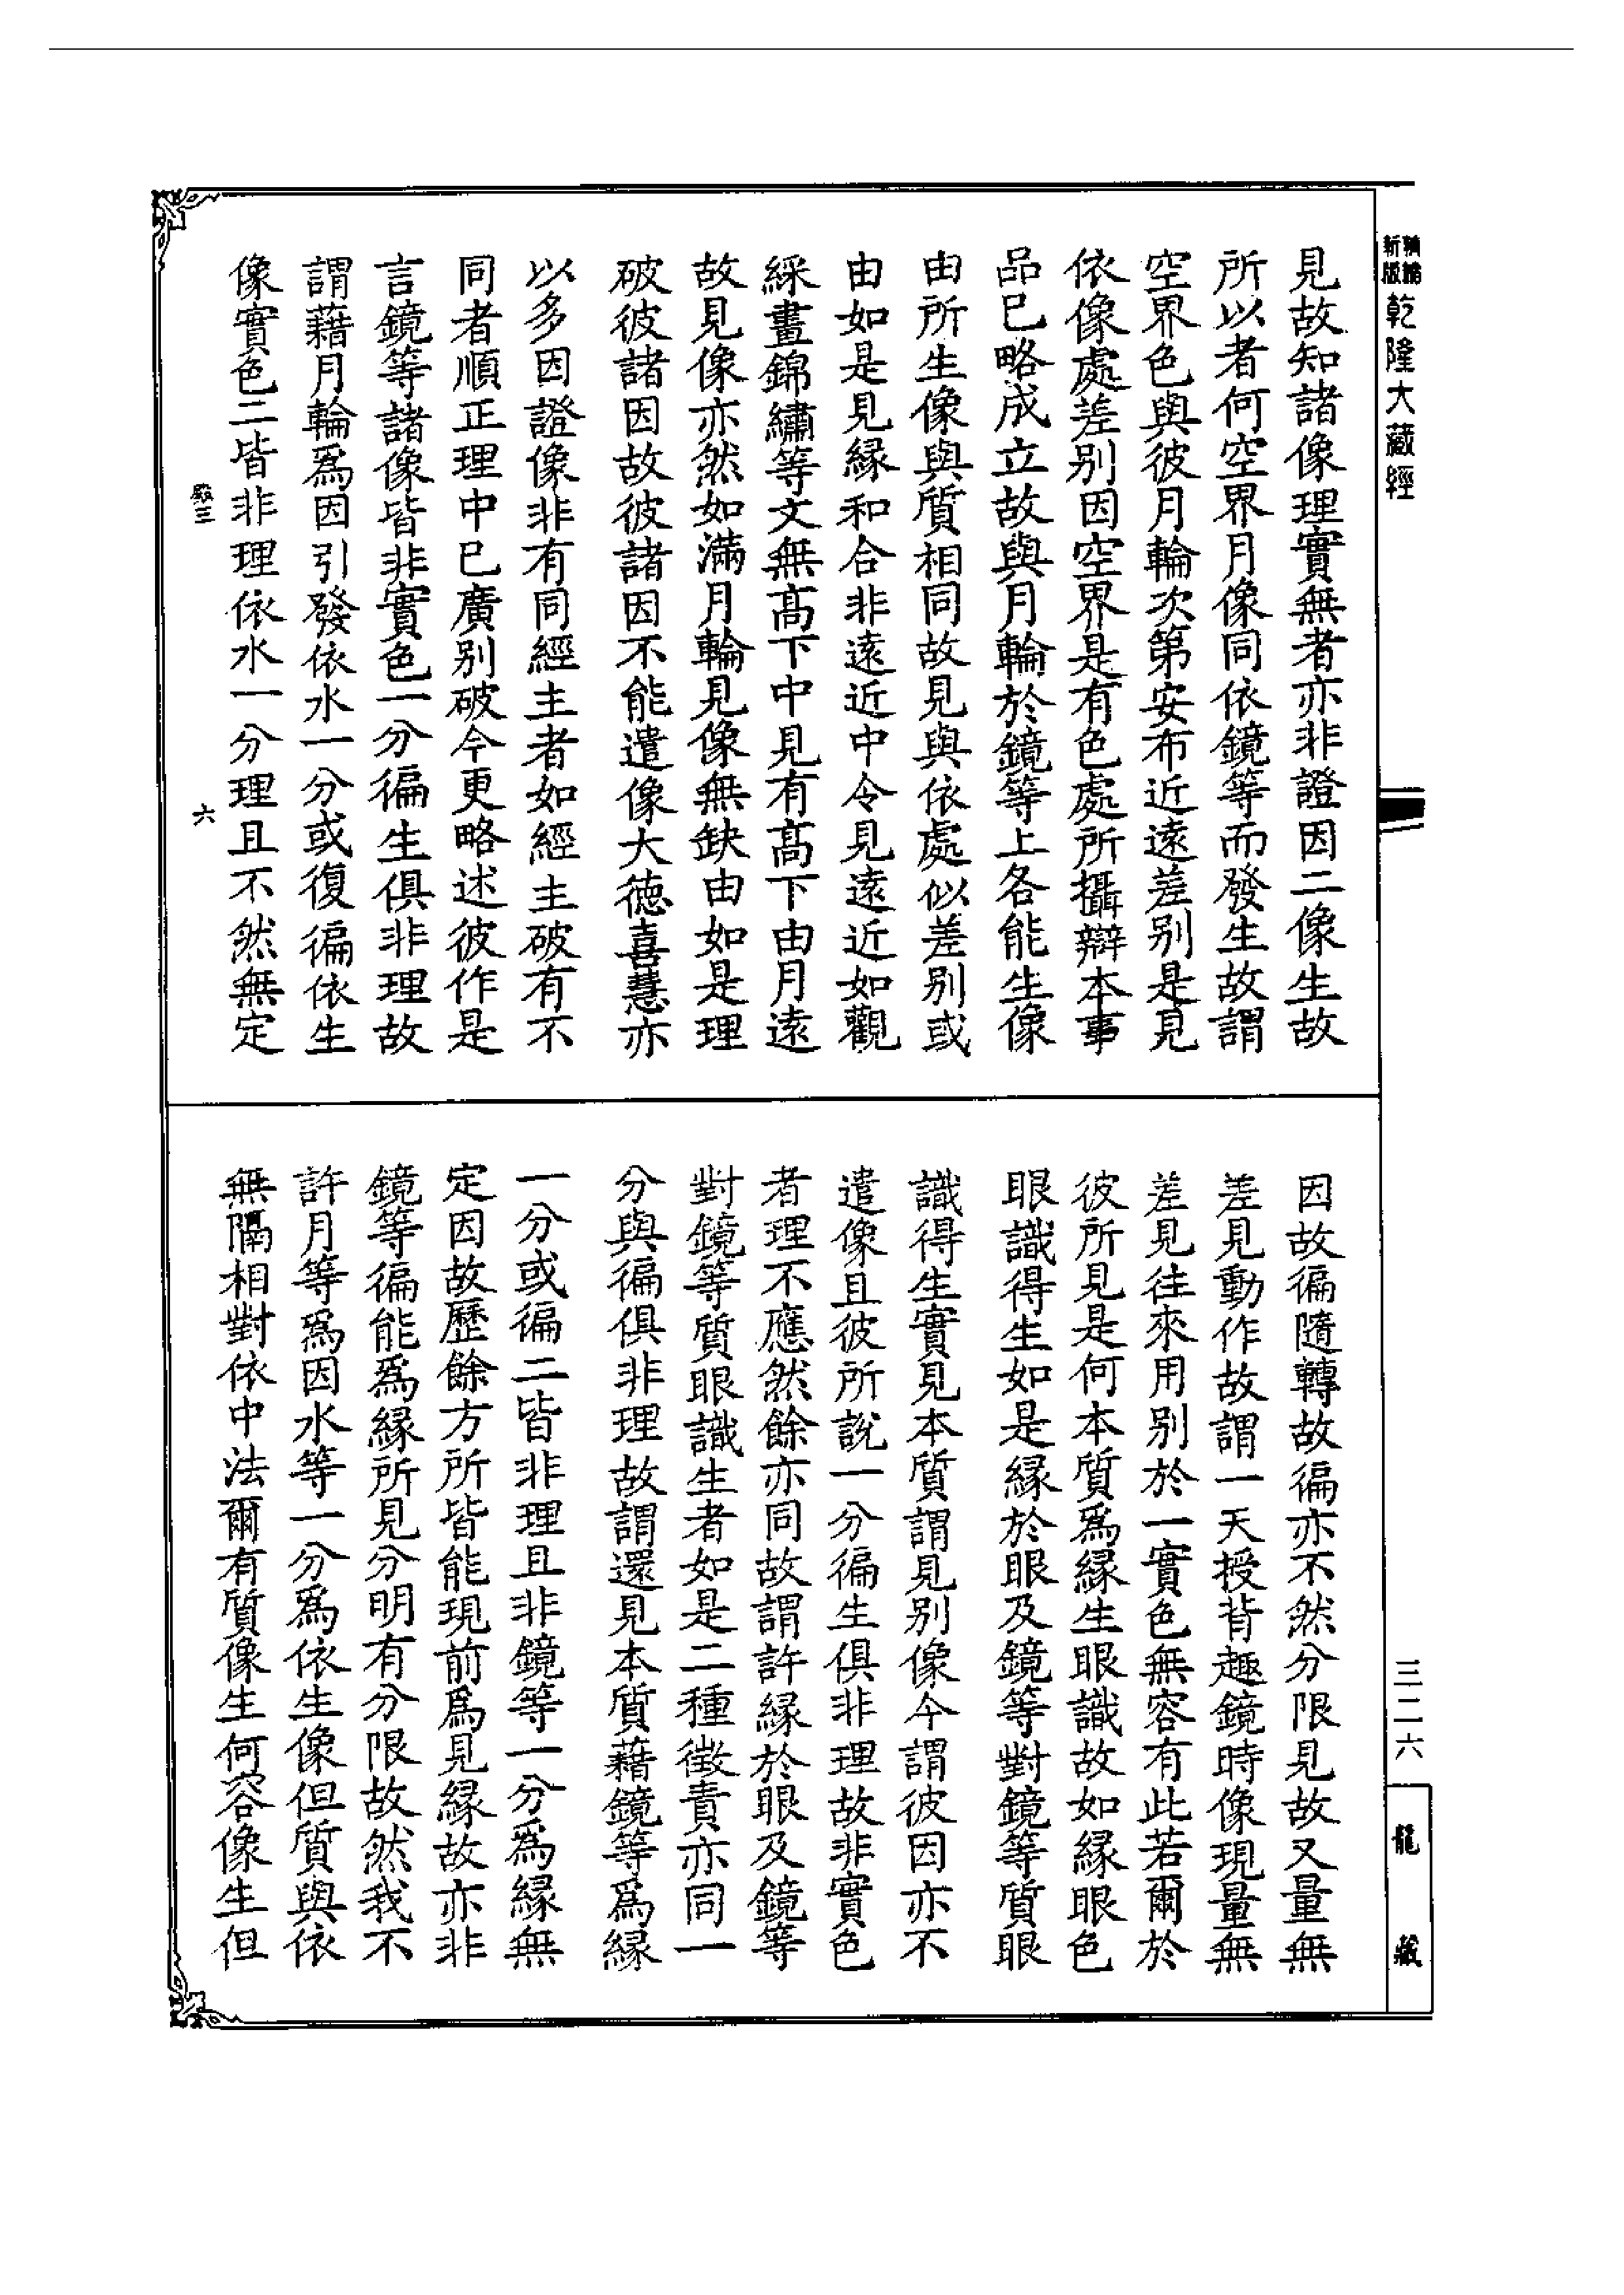 新版精縮乾隆大藏經
見故知諸像理實無者亦非證因二像生故
所以者何空界月像同依鏡等而發生故謂
空界色與彼月輪次第安布近遠差別是見
依像處差別因空界是有色處所攝辯本事
品已略成立故與月輪於鏡等上各能生像
由所生像與質相同故見與依處似差別或
由如是見緣和合非遠近中令見遠近如觀
綵畫錦繡等文無高下中見有高下由月遠
故見像亦然如滿月輪見像無缺由如是理
破彼諸因故彼諸因不能遣像大德喜慧亦
以多因證像非有同經主者如經主破有不
同者順正理中已廣別破今更略述彼作是
言鏡等諸像皆非實色一分徧生俱非理故
謂藉月輪爲因引發依水一分或復徧依生
像實色二皆非理依水一分理且不然無定
殿三
六
因故徧隨轉故徧亦不然分限見故又量無
差見動作故謂一天授背趣鏡時像現量無
差見往來用別於一實色無容有此若爾於
彼所見是何本質爲緣生眼識故如緣眼色
眼識得生如是緣於眼及鏡等對鏡等質眼
識得生實見本質謂見別像今謂彼因亦不
遣像且彼所說一分徧生俱非理故非實色
者理不應然餘亦同故謂許緣於眼及鏡等
對鏡等質眼識生者如是二種徵責亦同一
分與徧俱非理故謂還見本質藉鏡等爲緣
一分或徧二皆非理且非鏡等一分爲緣無
定因故歷餘方所皆能現前爲見緣故亦非
鏡等徧能爲緣所見分明有分限故然我不
許月等爲因水等一分爲依生像但質與依
無隔相對依中法爾有質像生何容像生但
三二六
龍藏